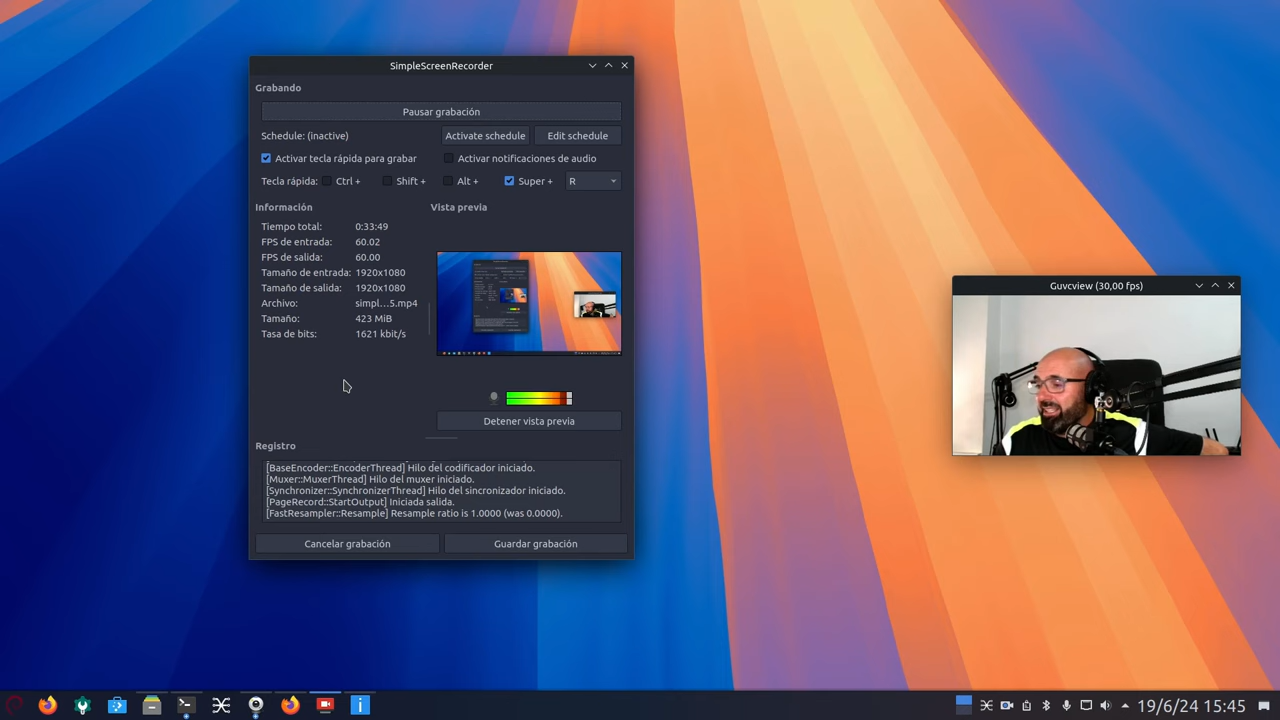 SimpleScreenRecorder
Grabando
Pausar grabación
Schedule: (inactive)
Activate schedule
Edit schedule
Activar tecla rápida para grabar
Activar notificaciones de audio
Tecla rápida:
Ctrl +
Shift +
Alt +
Super +
R
Información
Vista previa
Tiempo total: 0:33:49
FPS de entrada: 60.02
FPS de salida: 60.00
Tamaño de entrada: 1920x1080
Tamaño de salida: 1920x1080
Archivo: simpl...5.mp4
Tamaño: 423 MiB
Tasa de bits: 1621 kbit/s
Detener vista previa
Registro
[BaseEncoder::EncoderThread] Hilo del codificador iniciado.
[Muxer::MuxerThread] Hilo del muxer iniciado.
[Synchronizer::SynchronizerThread] Hilo del sincronizador iniciado.
[PageRecord::StartOutput] Iniciada salida.
[FastResampler::Resample] Resample ratio is 1.0000 (was 0.0000).
Cancelar grabación
Guardar grabación
Guvcview (30,00 fps)
19/6/24 15:45